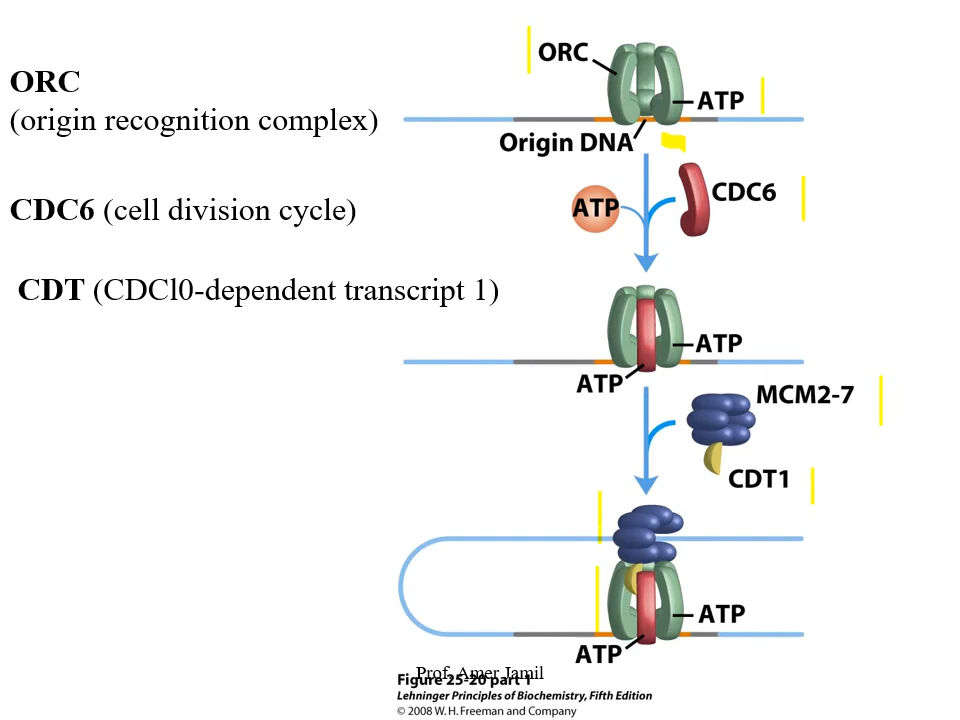 ORC
(origin recognition complex)
CDC6 (cell division cycle)
CDT (CDCl0-dependent transcript 1)
ORC
ATP
Origin DNA
ATP
CDC6
ATP
ATP
MCM2-7
CDT1
ATP
ATP
Prof. Amer Jamil
Figure 25-20 part 1
Lehninger Principles of Biochemistry, Fifth Edition
© 2008 W. H. Freeman and Company